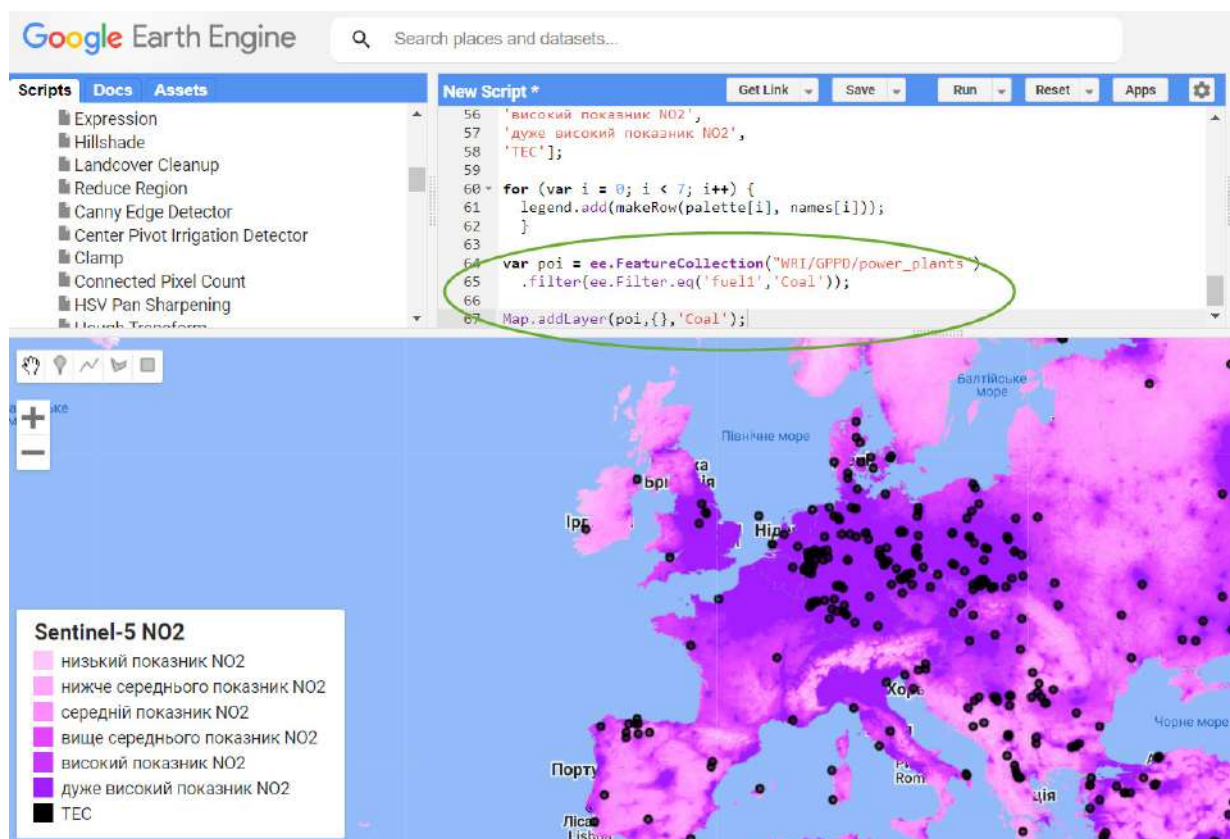 Google Earth Engine
Search places and datasets...
Scripts Docs Assets
New Script *
Get Link Save Run Reset Apps
Expression
Hillshade
Landcover Cleanup
Reduce Region
Canny Edge Detector
Center Pivot Irrigation Detector
Clamp
Connected Pixel Count
HSV Pan Sharpening
Hough Transform
56 'високий показник NO2',
57 'дуже високий показник NO2',
58 'ТЕС'];
59
60 for (var i = 0; i < 7; i++) {
61 legend.add(makeRow(palette[i], names[i]));
62 }
63
64 var poi = ee.FeatureCollection("WRI/GPPD/power_plants")
65 .filter(ee.Filter.eq('fuel1','Coal'));
66
67 Map.addLayer(poi,{},'Coal');
Балтійське
море
Північне море
Чорне море
Порту
Rom
Sentinel-5 NO2
низький показник NO2
нижче середнього показник NO2
середній показник NO2
вище середнього показник NO2
високий показник NO2
дуже високий показник NO2
ТЕС